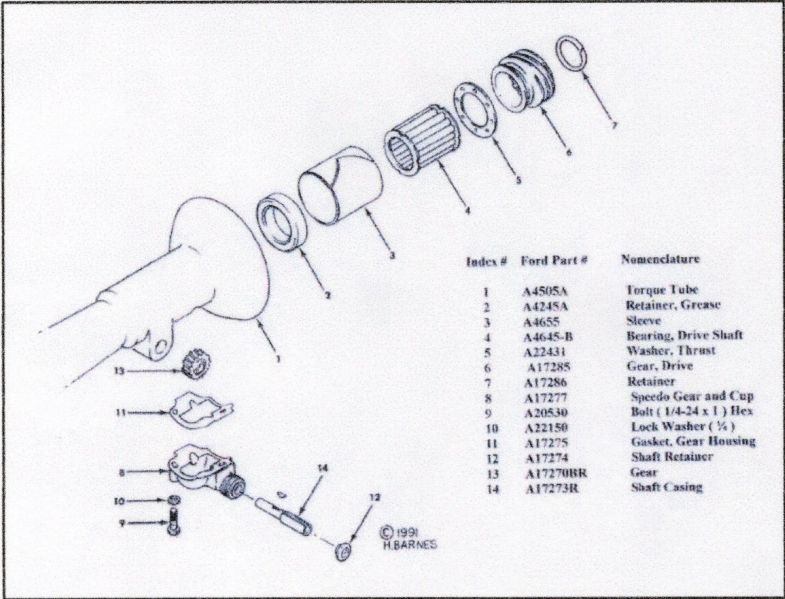 7
6
5
4
3
2
1
13
11
8
10
9
14
12
© 1991
H.BARNES
Index # Ford Part # Nomenclature
1 A4505A Torque Tube
2 A4245A Retainer, Grease
3 A4655 Sleeve
4 A4645-B Bearing, Drive Shaft
5 A22431 Washer, Thrust
6 A17285 Gear, Drive
7 A17286 Retainer
8 A17277 Speedo Gear and Cup
9 A20530 Bolt ( 1/4-24 x 1 ) Hex
10 A22150 Lock Washer ( ¼ )
11 A17275 Gasket, Gear Housing
12 A17274 Shaft Retainer
13 A17270BR Gear
14 A17273R Shaft Casing